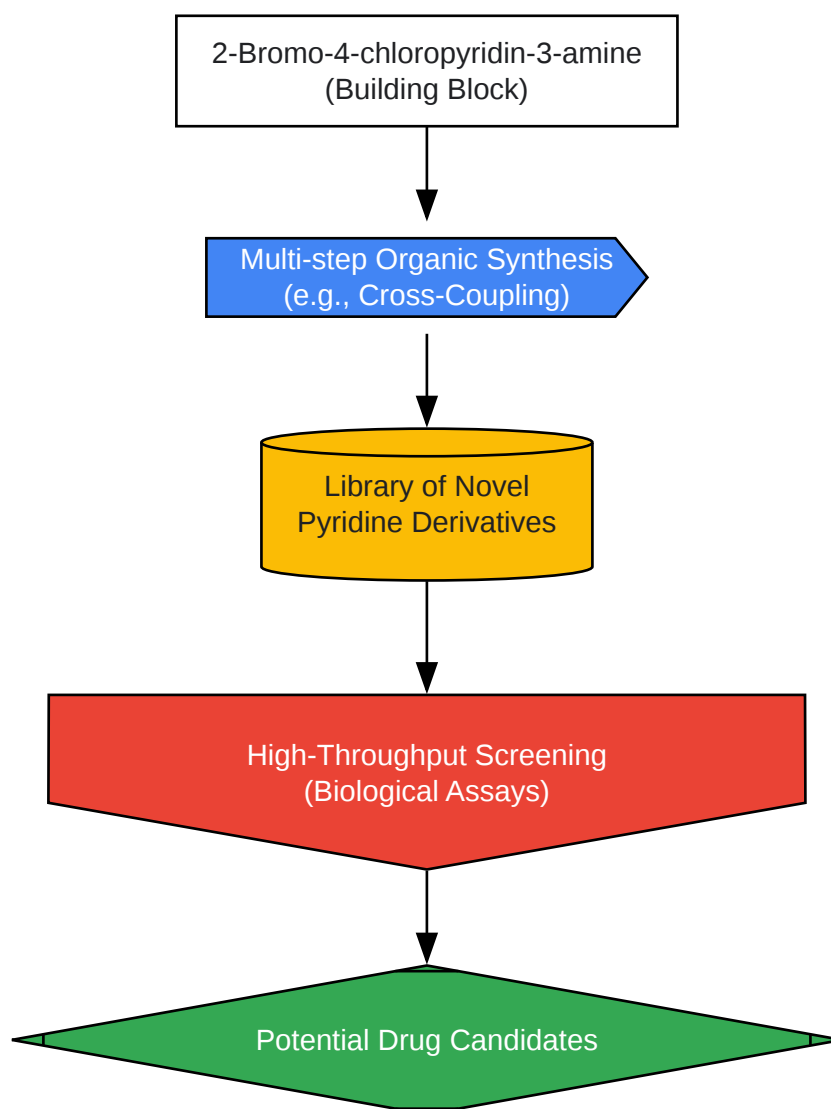 2-Bromo-4-chloropyridin-3-amine
(Building Block)
Multi-step Organic Synthesis
(e.g., Cross-Coupling)
Library of Novel
Pyridine Derivatives
High-Throughput Screening
(Biological Assays)
Potential Drug Candidates